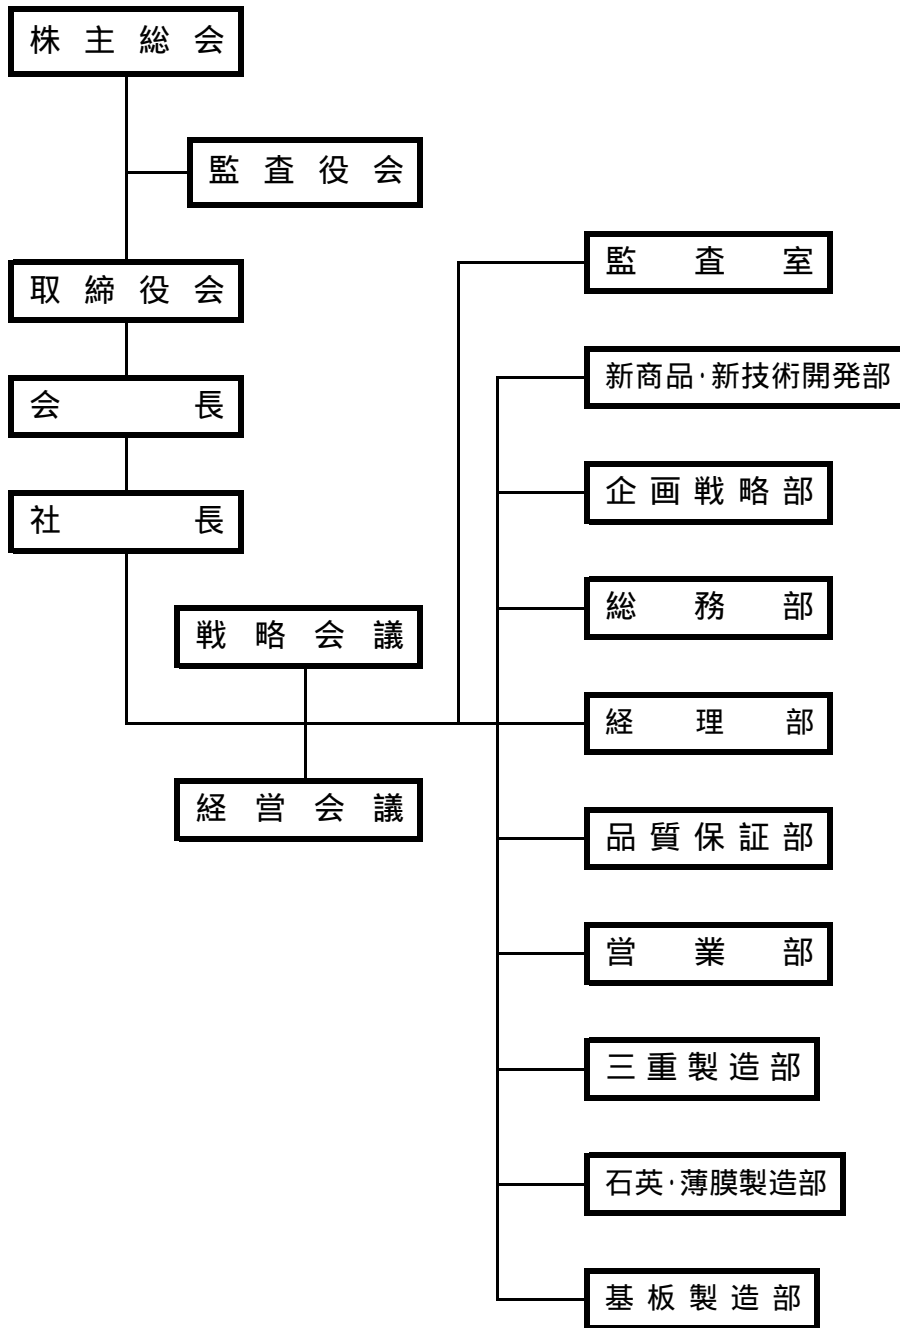 株主総会
監査役会
取締役会
会長
社長
戦略会議
経営会議
監査室
新商品・新技術開発部
企画戦略部
総務部
経理部
品質保証部
営業部
三重製造部
石英・薄膜製造部
基板製造部